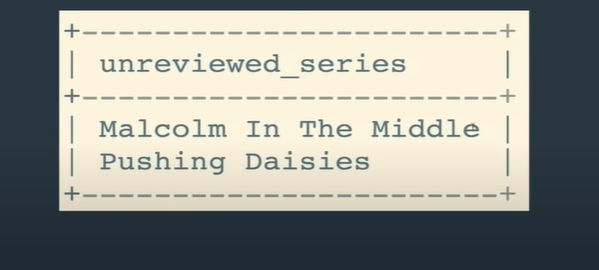 +------------------------+
| unreviewed_series      |
+------------------------+
| Malcolm In The Middle |
| Pushing Daisies        |
+------------------------+